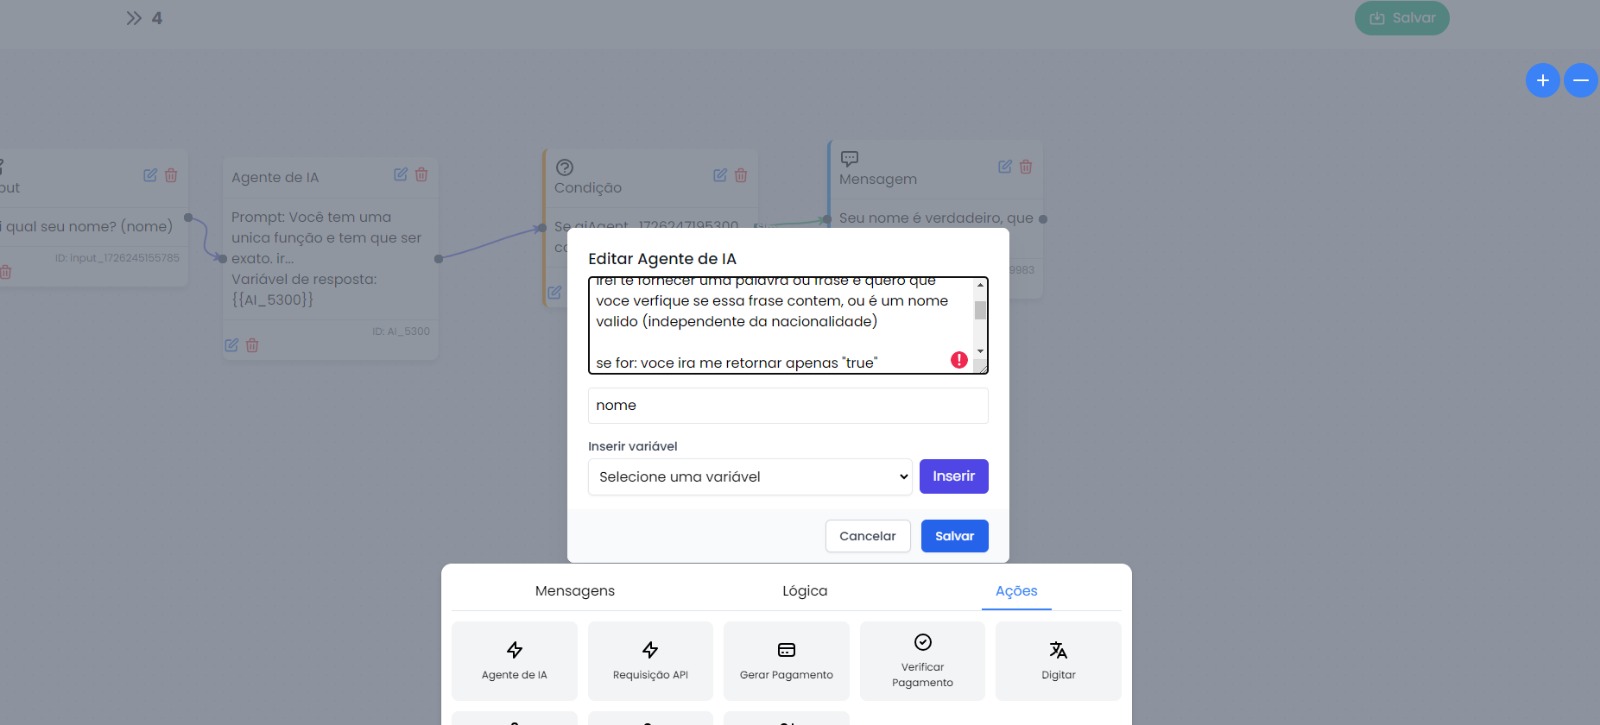 4
Salvar
put
i qual seu nome? (nome)
ID: Input_1726245155785
Agente de IA
Prompt: Você tem uma
unica função e tem que ser
exato. ir...
Variável de resposta:
{{AI_5300}}
ID: AI_5300
Condição
Se aiAgent_1726247195300
Mensagem
Seu nome é verdadeiro, que
9983
Editar Agente de IA
irei te fornecer uma palavra ou frase e quero que
voce verfique se essa frase contem, ou é um nome
valido (independente da nacionalidade)
se for: voce ira me retornar apenas "true"
nome
Inserir variável
Selecione uma variável
Inserir
Cancelar
Salvar
Mensagens
Lógica
Ações
Agente de IA
Requisição API
Gerar Pagamento
Verificar
Pagamento
Digitar